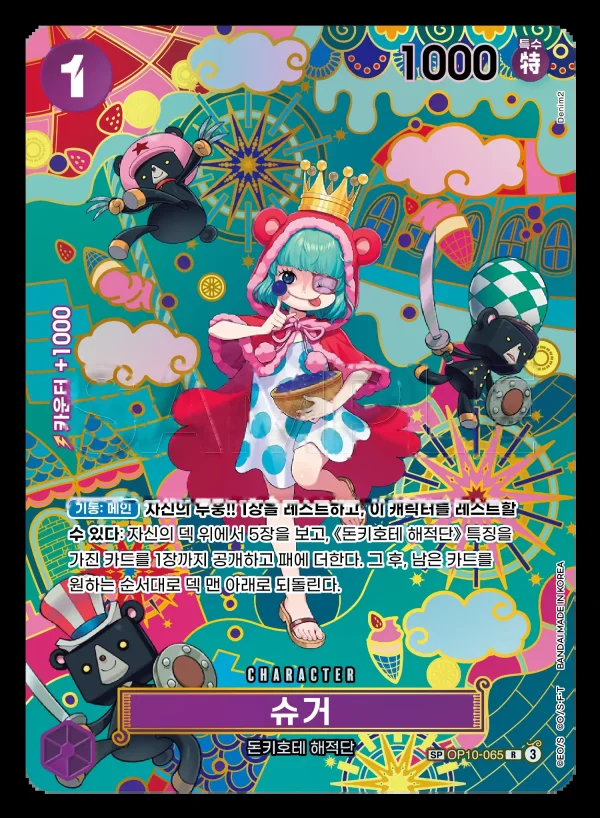 1
1000
특수
特
Denim2
카운터 +1000
SAMPLE
기동: 메인 자신의 두웅!! 1장을 레스트하고, 이 캐릭터를 레스트할
수 있다: 자신의 덱 위에서 5장을 보고, 《돈키호테 해적단》 특징을
가진 카드를 1장까지 공개하고 패에 더한다. 그 후, 남은 카드를
원하는 순서대로 덱 맨 아래로 되돌린다.
CHARACTER
슈거
돈키호테 해적단
SP OP10-065 R 3
©E.O/S. ©E.O/S·F·T BANDAI MADE IN KOREA